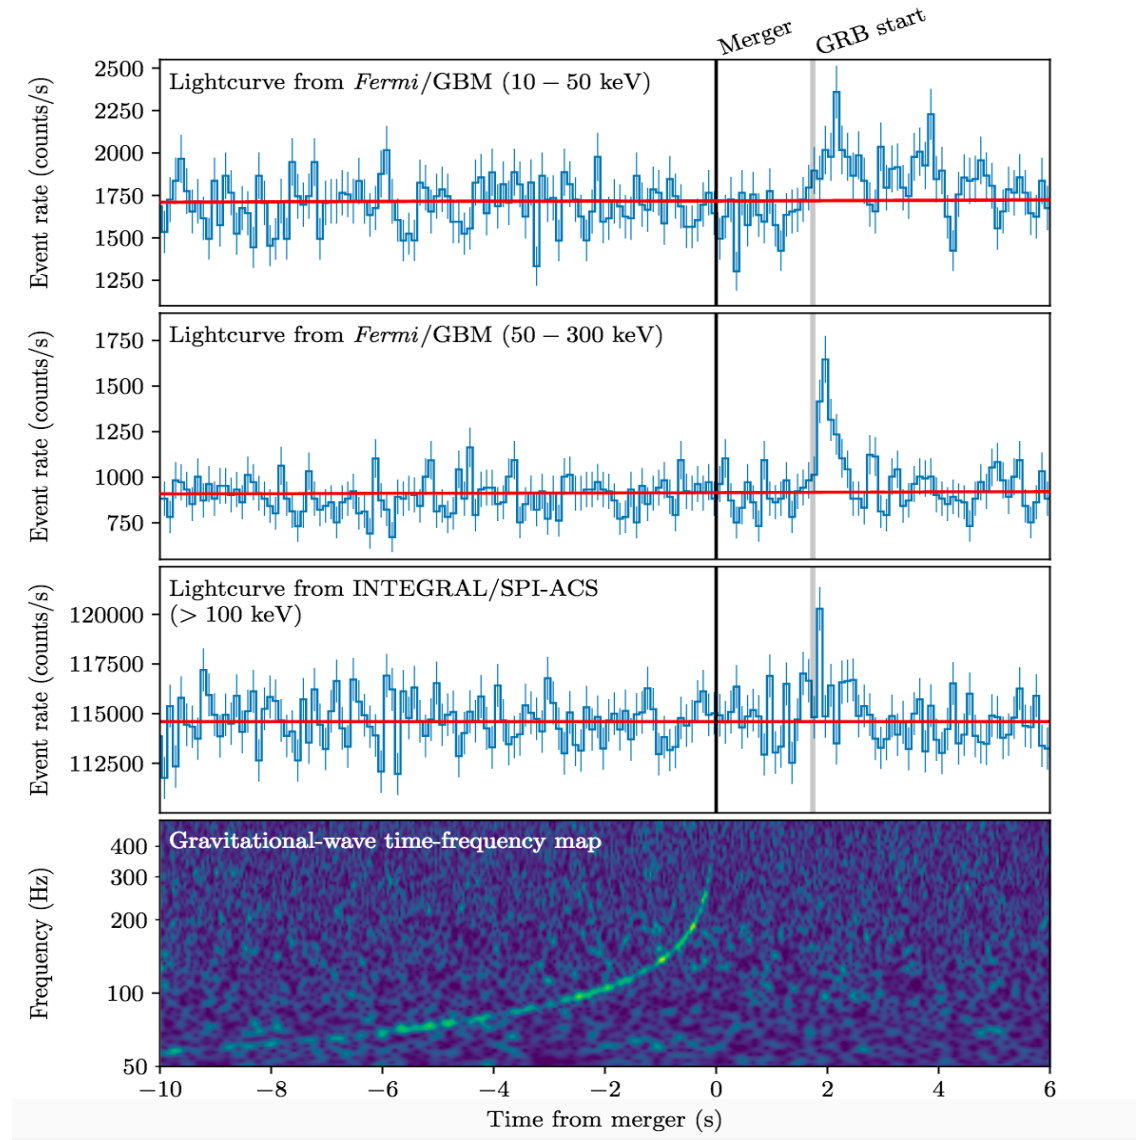 Merger GRB start
Lightcurve from Fermi/GBM (10 − 50 keV)
Event rate (counts/s)
2500
2250
2000
1750
1500
1250
Lightcurve from Fermi/GBM (50 − 300 keV)
Event rate (counts/s)
1750
1500
1250
1000
750
Lightcurve from INTEGRAL/SPI-ACS
(> 100 keV)
Event rate (counts/s)
120000
117500
115000
112500
Gravitational-wave time-frequency map
Frequency (Hz)
400
300
200
100
50
−10 −8 −6 −4 −2 0 2 4 6
Time from merger (s)